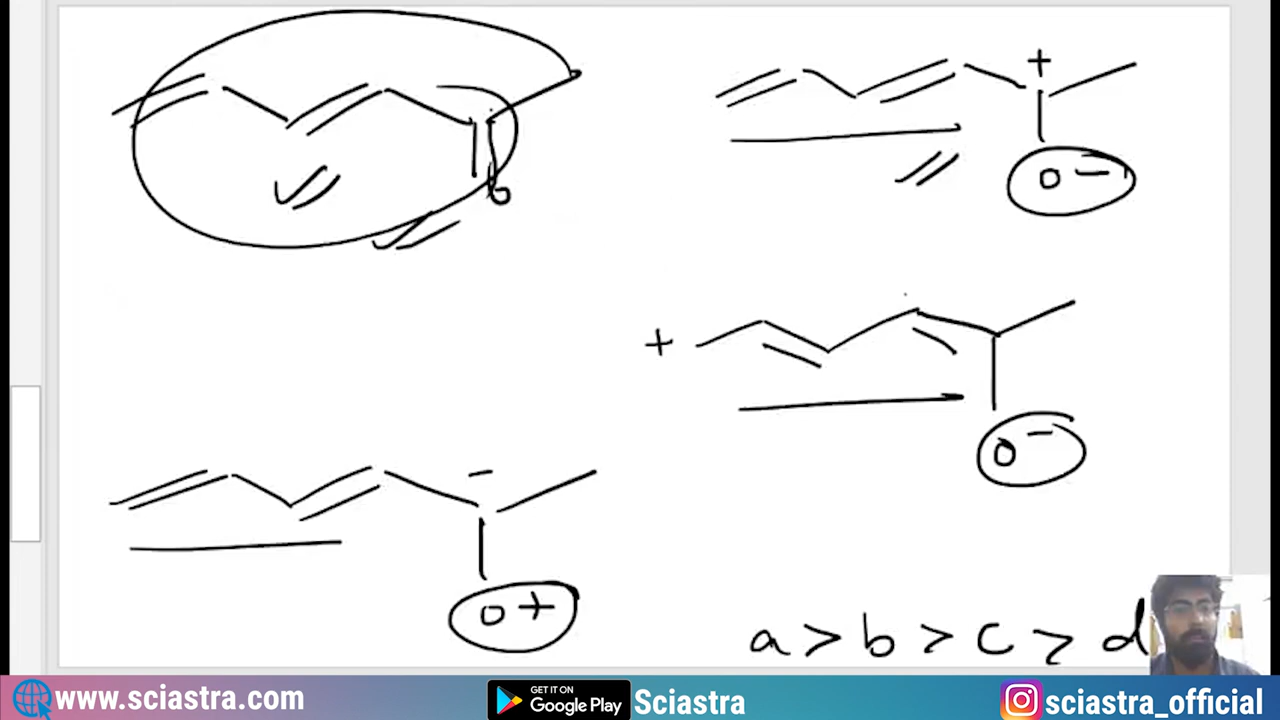 +
O −
+
O
O −
−
O +
a > b > c > d
www.sciastra.com
GET IT ON
Google Play
Sciastra
sciastra_official